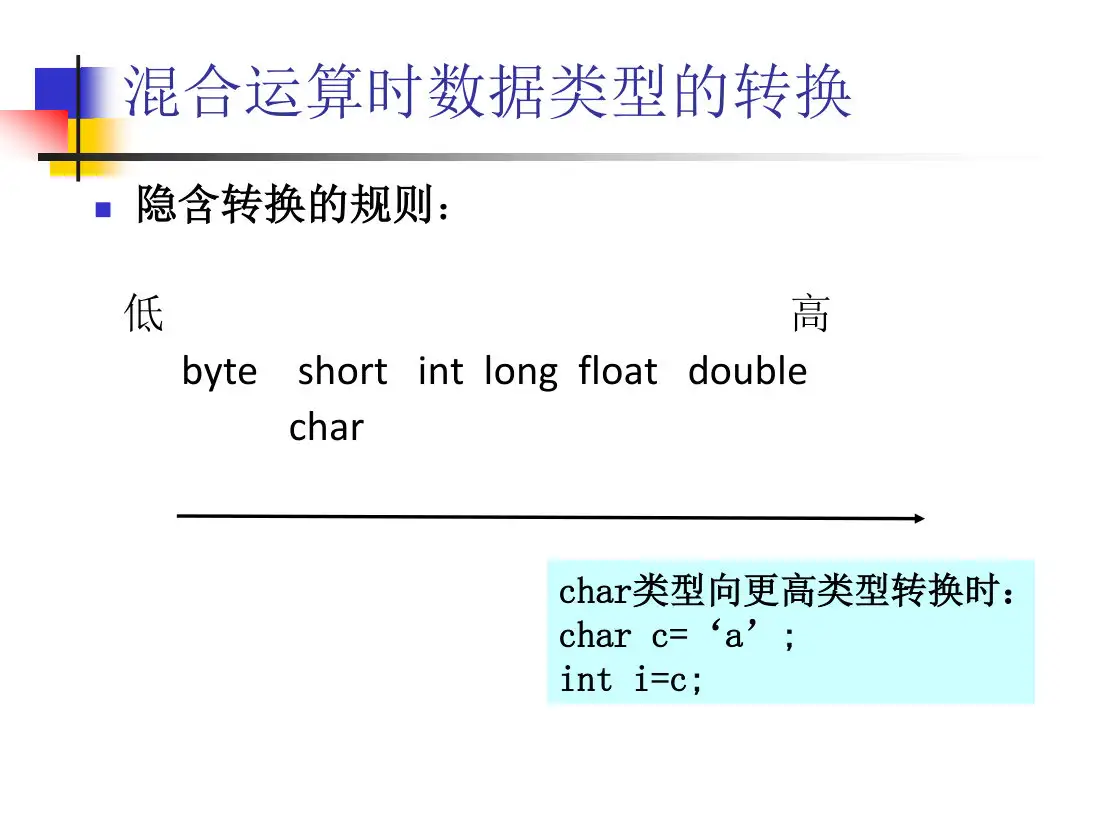 混合运算时数据类型的转换
隐含转换的规则：
低 高
byte short int long float double
char
char类型向更高类型转换时：
char c=‘a’;
int i=c;